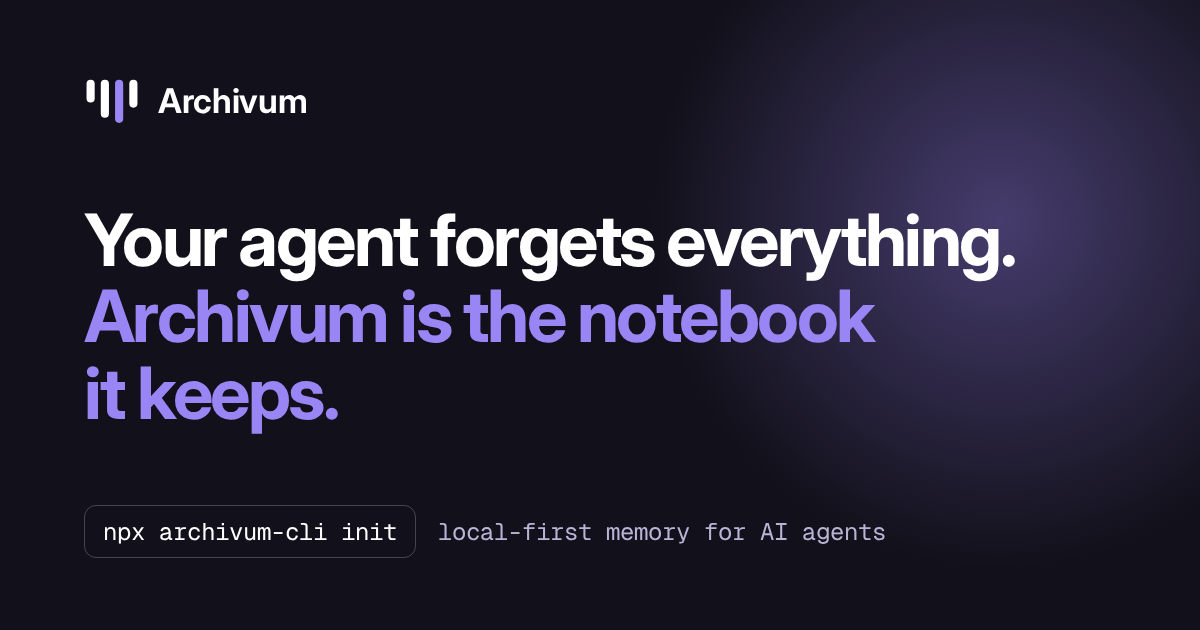 Archivum
Your agent forgets everything.
Archivum is the notebook
it keeps.
npx archivum-cli init
local-first memory for AI agents